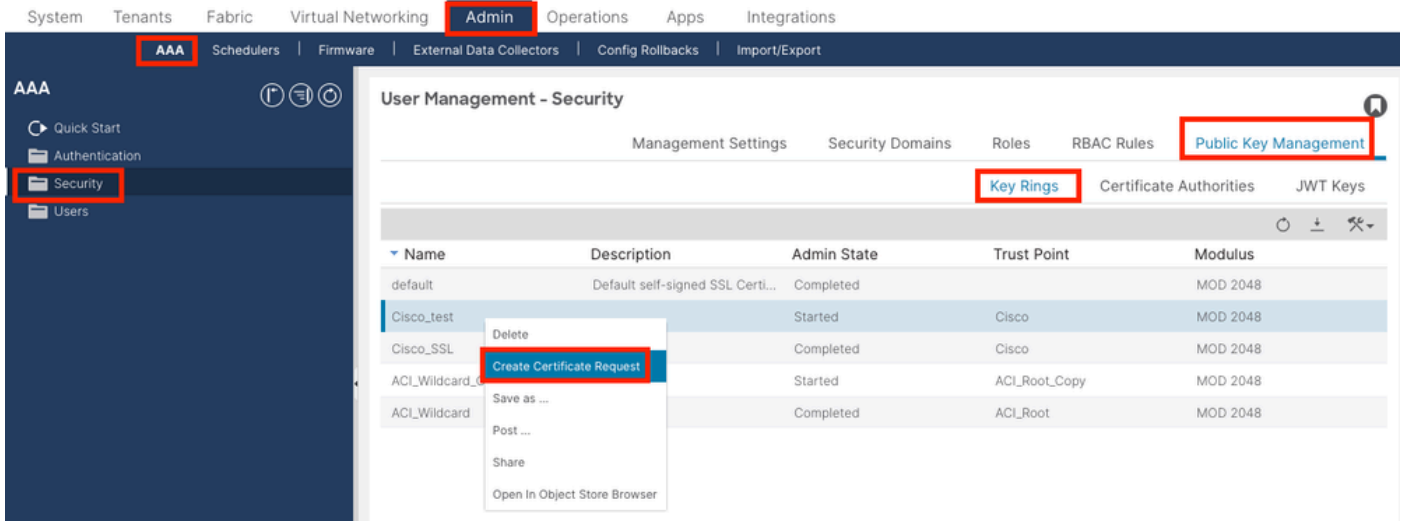 System Tenants Fabric Virtual Networking Admin Operations Apps Integrations
AAA Schedulers | Firmware | External Data Collectors | Config Rollbacks | Import/Export
AAA
Quick Start
Authentication
Security
Users
User Management - Security
Management Settings Security Domains Roles RBAC Rules Public Key Management
Key Rings Certificate Authorities JWT Keys
Name Description Admin State Trust Point Modulus
default Default self-signed SSL Certi... Completed MOD 2048
Cisco_test Started Cisco MOD 2048
Cisco_SSL Completed Cisco MOD 2048
ACI_Wildcard_C Started ACI_Root_Copy MOD 2048
ACI_Wildcard Completed ACI_Root MOD 2048
Delete
Create Certificate Request
Save as ...
Post ...
Share
Open In Object Store Browser